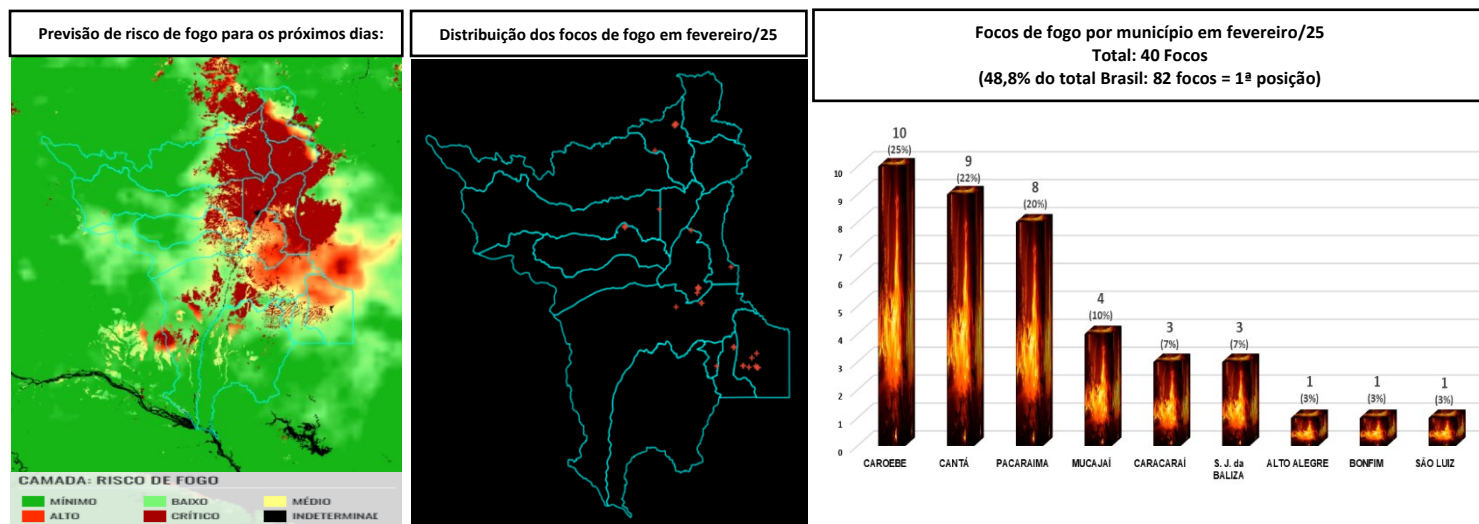 Previsão de risco de fogo para os próximos dias:
CAMADA: RISCO DE FOGO
MÍNIMO
BAIXO
MÉDIO
ALTO
CRÍTICO
INDETERMINAD
Distribuição dos focos de fogo em fevereiro/25
Focos de fogo por município em fevereiro/25
Total: 40 Focos
(48,8% do total Brasil: 82 focos = 1ª posição)
10
9
8
7
6
5
4
3
2
1
0
10
(25%)
9
(22%)
8
(20%)
4
(10%)
3
(7%)
3
(7%)
1
(3%)
1
(3%)
1
(3%)
CAROEBE
CANTÁ
PACARAIMA
MUCAJAÍ
CARACARAÍ
S. J. da
BALIZA
ALTO ALEGRE
BONFIM
SÃO LUIZ